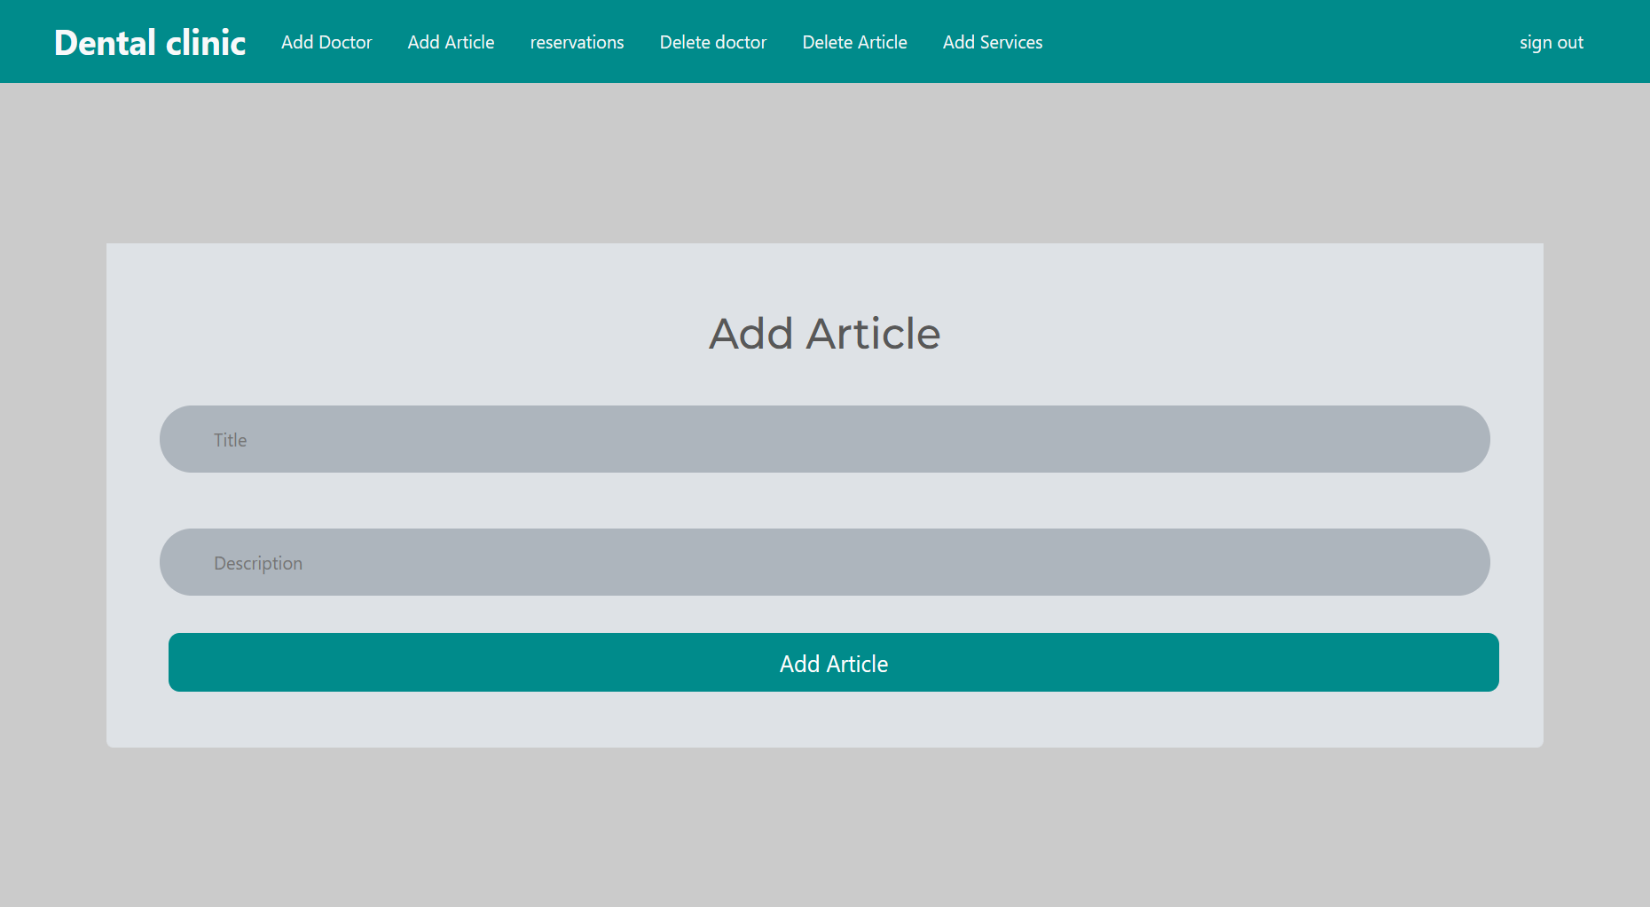 Dental clinic Add Doctor Add Article reservations Delete doctor Delete Article Add Services sign out
Add Article
Title
Description
Add Article